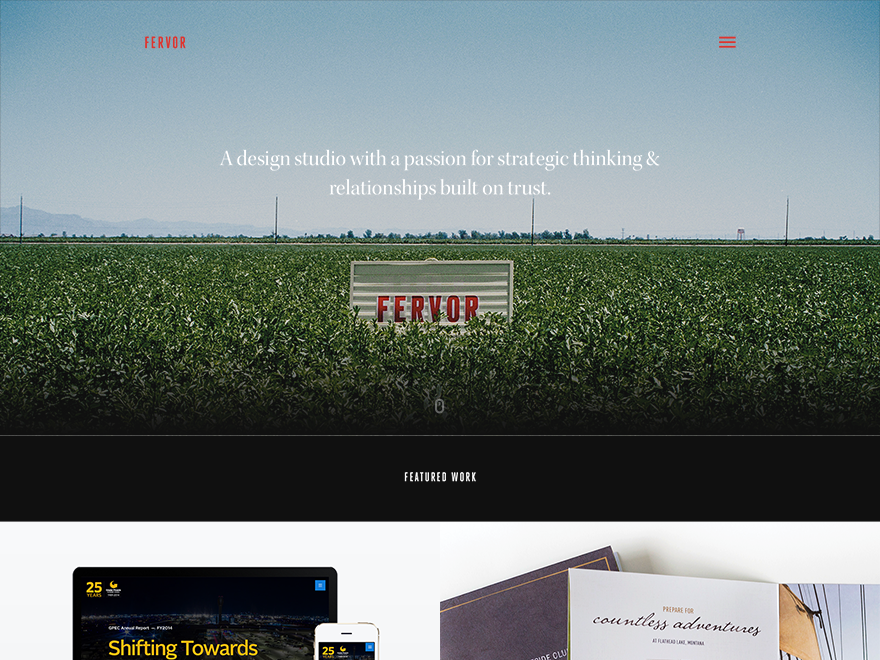 FERVOR
A design studio with a passion for strategic thinking &
relationships built on trust.
FERVOR
FEATURED WORK
25
YEARS
GPEC Annual Report — FY2014
Shifting Towards
25
PREPARE FOR
countless adventures
AT FLATHEAD LAKE, MONTANA